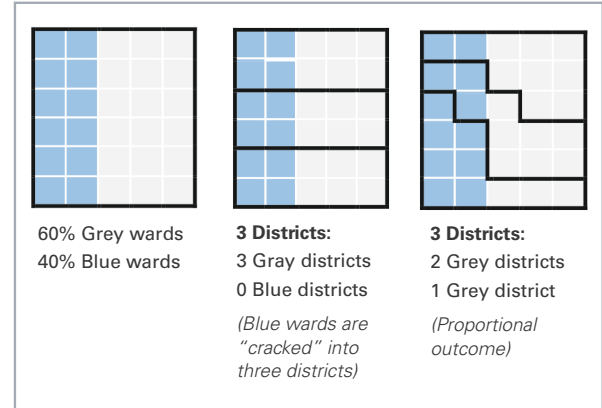 60% Grey wards
40% Blue wards
3 Districts:
3 Gray districts
0 Blue districts
(Blue wards are
“cracked” into
three districts)
3 Districts:
2 Grey districts
1 Grey district
(Proportional
outcome)